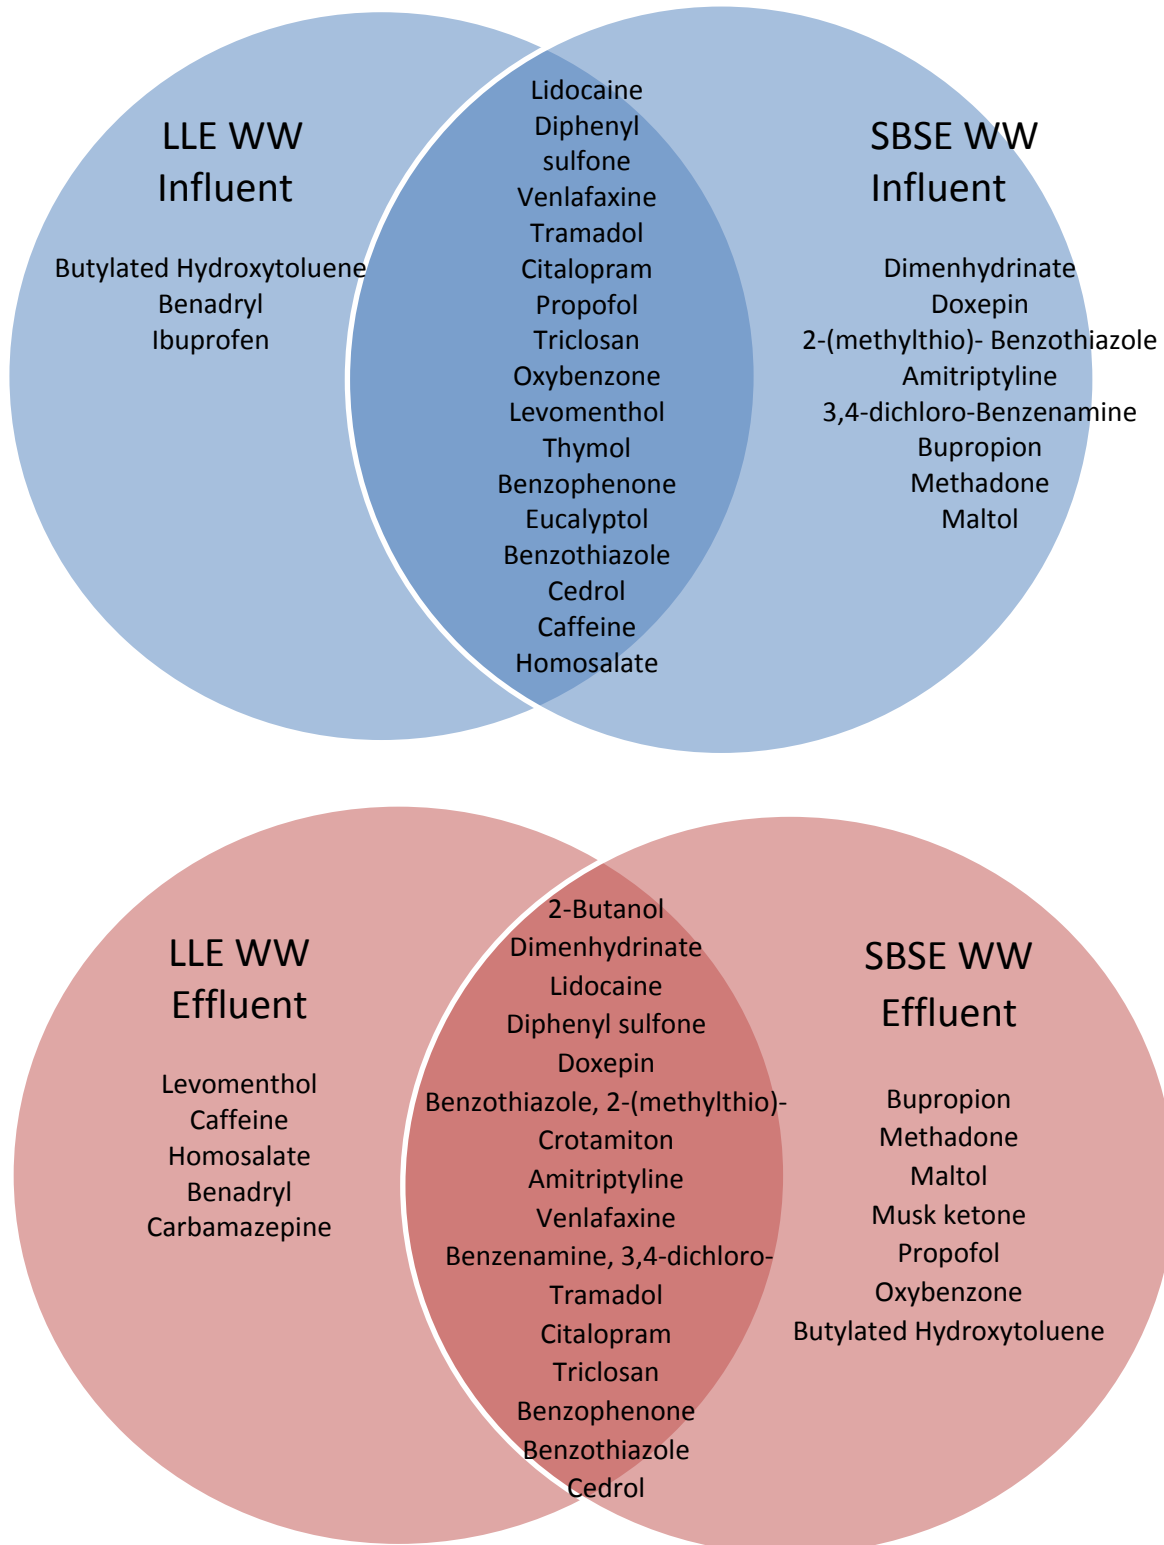 LLE WW
Influent
Butylated Hydroxytoluene
Benadryl
Ibuprofen
Lidocaine
Diphenyl
sulfone
Venlafaxine
Tramadol
Citalopram
Propofol
Triclosan
Oxybenzone
Levomenthol
Thymol
Benzophenone
Eucalyptol
Benzothiazole
Cedrol
Caffeine
Homosalate
SBSE WW
Influent
Dimenhydrinate
Doxepin
2-(methylthio)- Benzothiazole
Amitriptyline
3,4-dichloro-Benzenamine
Bupropion
Methadone
Maltol
LLE WW
Effluent
Levomenthol
Caffeine
Homosalate
Benadryl
Carbamazepine
2-Butanol
Dimenhydrinate
Lidocaine
Diphenyl sulfone
Doxepin
Benzothiazole, 2-(methylthio)-
Crotamiton
Amitriptyline
Venlafaxine
Benzenamine, 3,4-dichloro-
Tramadol
Citalopram
Triclosan
Benzophenone
Benzothiazole
Cedrol
SBSE WW
Effluent
Bupropion
Methadone
Maltol
Musk ketone
Propofol
Oxybenzone
Butylated Hydroxytoluene